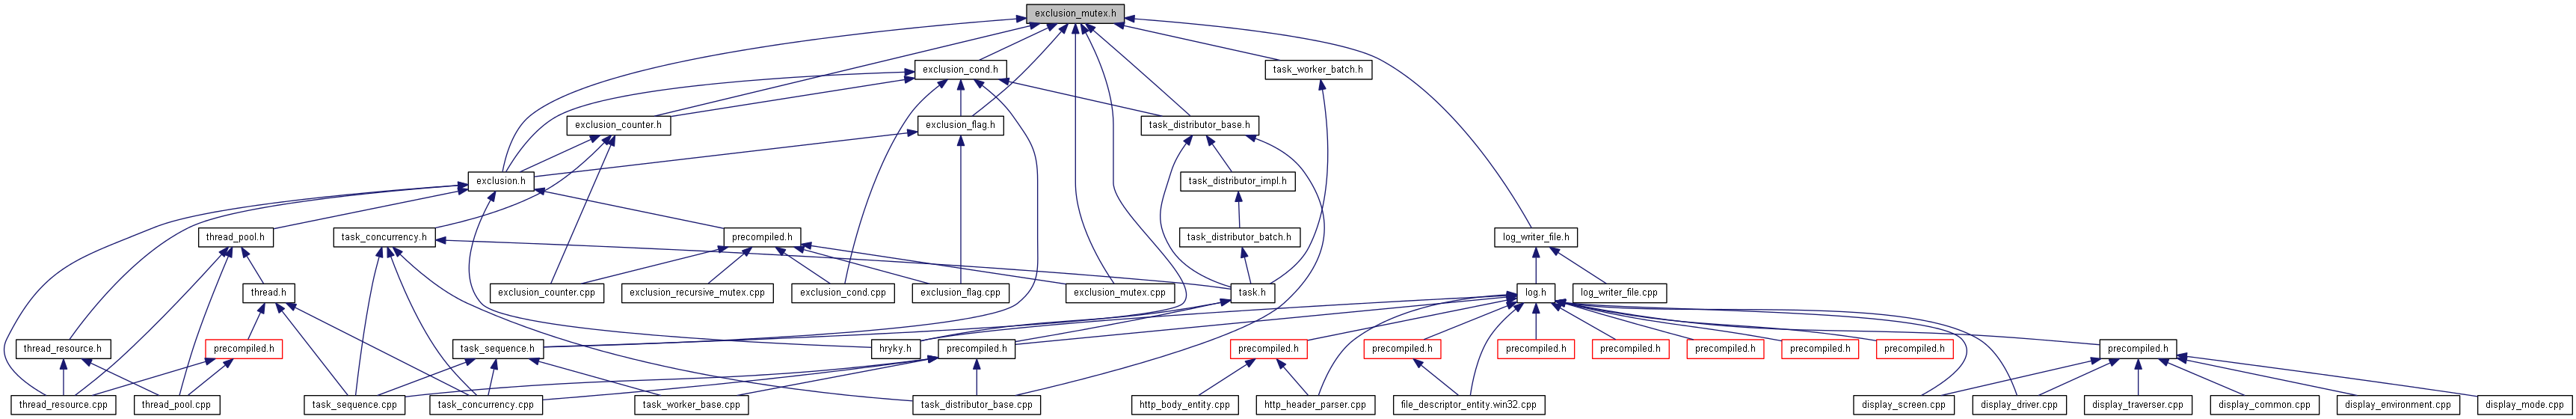 exclusion_mutex.h
exclusion_cond.h
task_worker_batch.h
exclusion_counter.h
exclusion_flag.h
task_distributor_base.h
exclusion.h
task_distributor_impl.h
thread_pool.h
task_concurrency.h
precompiled.h
task_distributor_batch.h
log_writer_file.h
thread.h
exclusion_counter.cpp
exclusion_recursive_mutex.cpp
exclusion_cond.cpp
exclusion_flag.cpp
exclusion_mutex.cpp
task.h
log.h
log_writer_file.cpp
thread_resource.h
precompiled.h
task_sequence.h
hryky.h
precompiled.h
precompiled.h
precompiled.h
precompiled.h
precompiled.h
precompiled.h
precompiled.h
precompiled.h
precompiled.h
thread_resource.cpp
thread_pool.cpp
task_sequence.cpp
task_concurrency.cpp
task_worker_base.cpp
task_distributor_base.cpp
http_body_entity.cpp
http_header_parser.cpp
file_descriptor_entity.win32.cpp
display_screen.cpp
display_driver.cpp
display_traverser.cpp
display_common.cpp
display_environment.cpp
display_mode.cpp